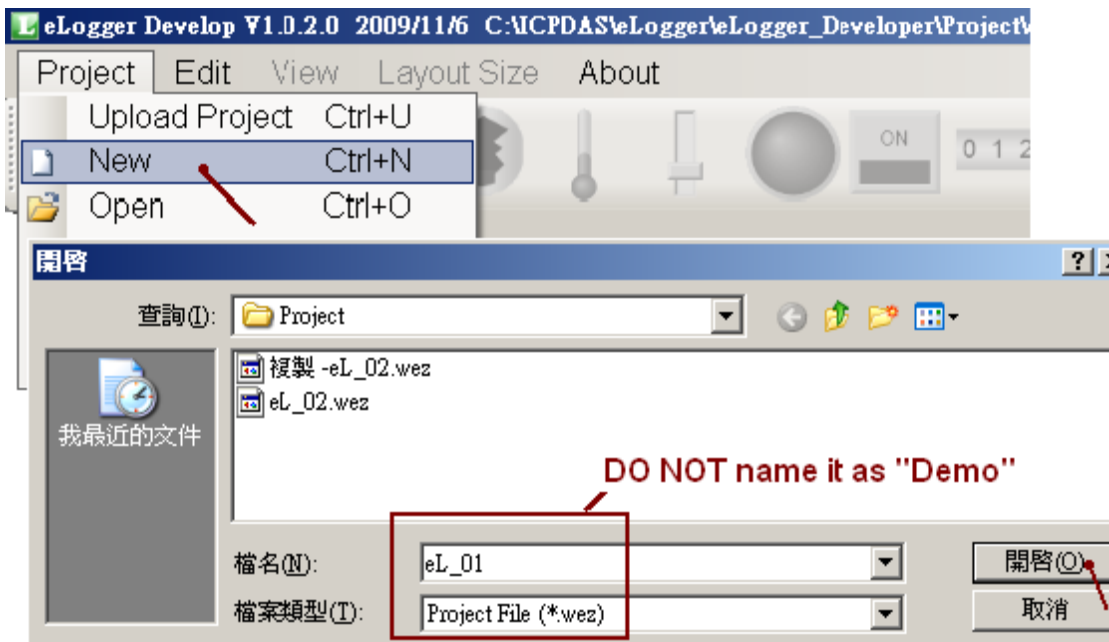 eLogger Develop V1.0.2.0 2009/11/6 C:\ICPDAS\eLogger\eLogger_Developer\Project\
Project Edit View Layout Size About
Upload Project Ctrl+U
New Ctrl+N
Open Ctrl+O
ON
0 1 2
開啓
查詢(I): Project
複製 -eL_02.wez
eL_02.wez
我最近的文件
DO NOT name it as "Demo"
檔名(N): eL_01 開啓(O)
檔案類型(T): Project File (*.wez) 取消